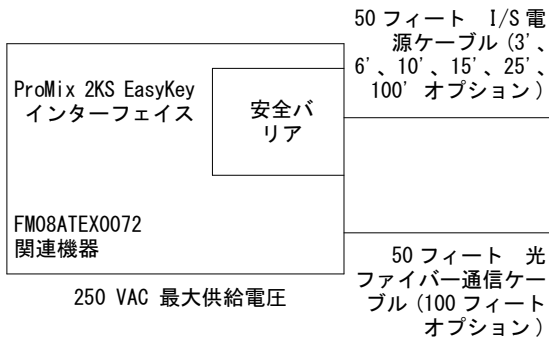 50 フィート　I/S 電
源ケーブル (3'、
6'、10'、15'、25'、
100' オプション)
ProMix 2KS EasyKey
インターフェイス
安全バ
リア
FM08ATEX0072
関連機器
250 VAC 最大供給電圧
50 フィート　光
ファイバー通信ケー
ブル (100 フィート
オプション)